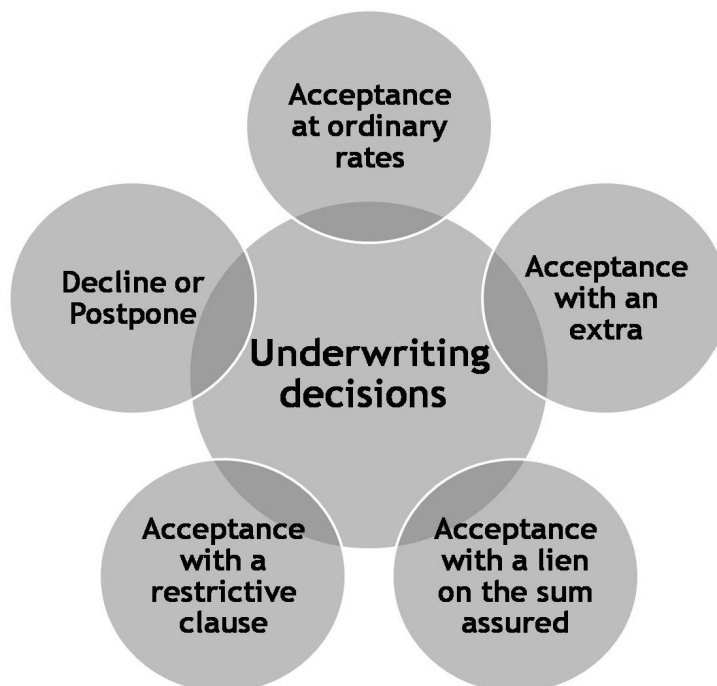 Acceptance
at ordinary
rates
Decline or
Postpone
Acceptance
with an
extra
Underwriting
decisions
Acceptance
with a
restrictive
clause
Acceptance
with a lien
on the sum
assured